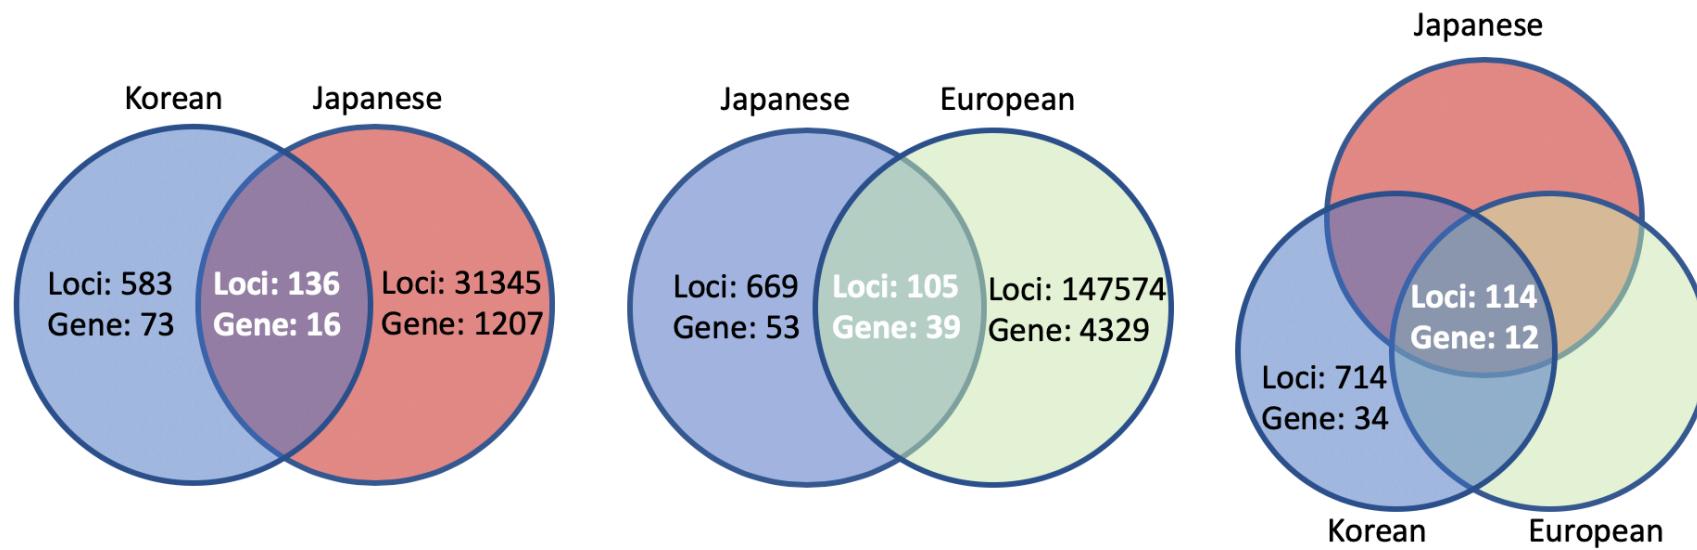 Korean
Japanese
Loci: 583
Gene: 73
Loci: 136
Gene: 16
Loci: 31345
Gene: 1207
Japanese
European
Loci: 669
Gene: 53
Loci: 105
Gene: 39
Loci: 147574
Gene: 4329
Japanese
Loci: 114
Gene: 12
Loci: 714
Gene: 34
Korean
European